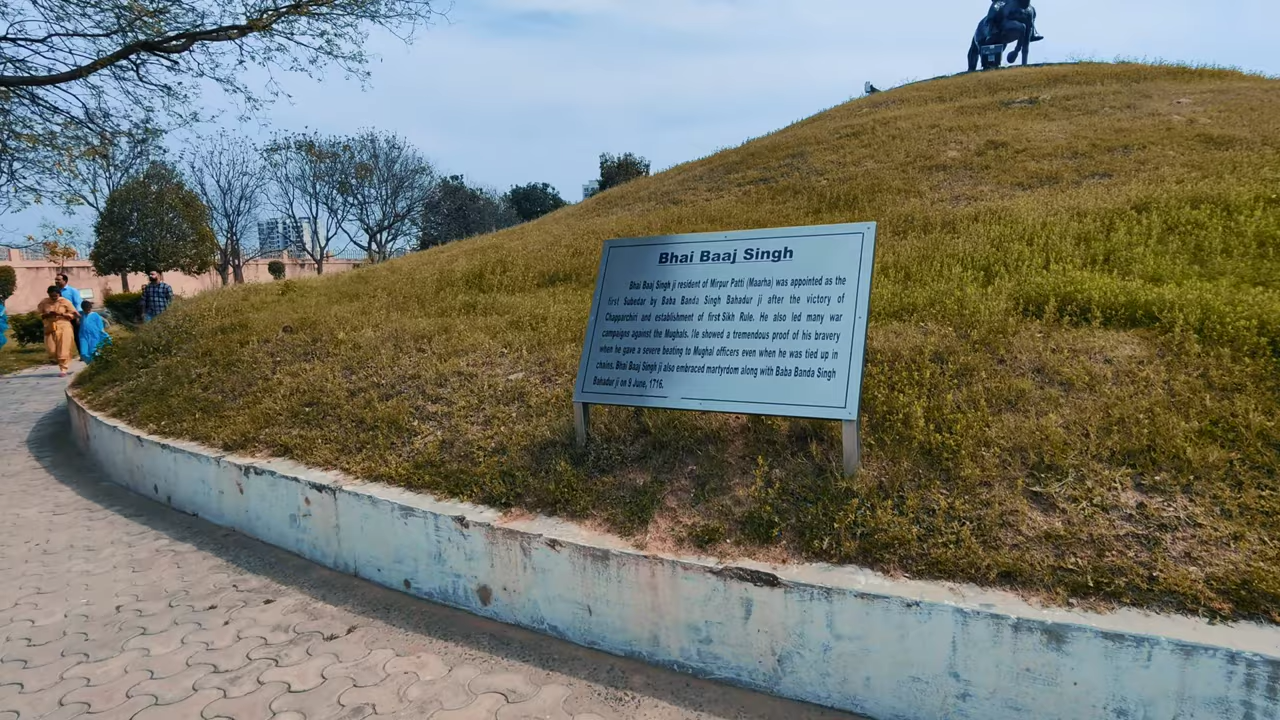 Bhai Baaj Singh
Bhai Baaj Singh ji resident of Mirpur Patti (Maarha) was appointed as the
first Subedar by Baba Banda Singh Bahadur ji after the victory of
Chapparchiri and establishment of first Sikh Rule. He also led many war
campaigns against the Mughals. He showed a tremendous proof of his bravery
when he gave a severe beating to Mughal officers even when he was tied up in
chains. Bhai Baaj Singh ji also embraced martyrdom along with Baba Banda Singh
Bahadur ji on 9 June, 1716.